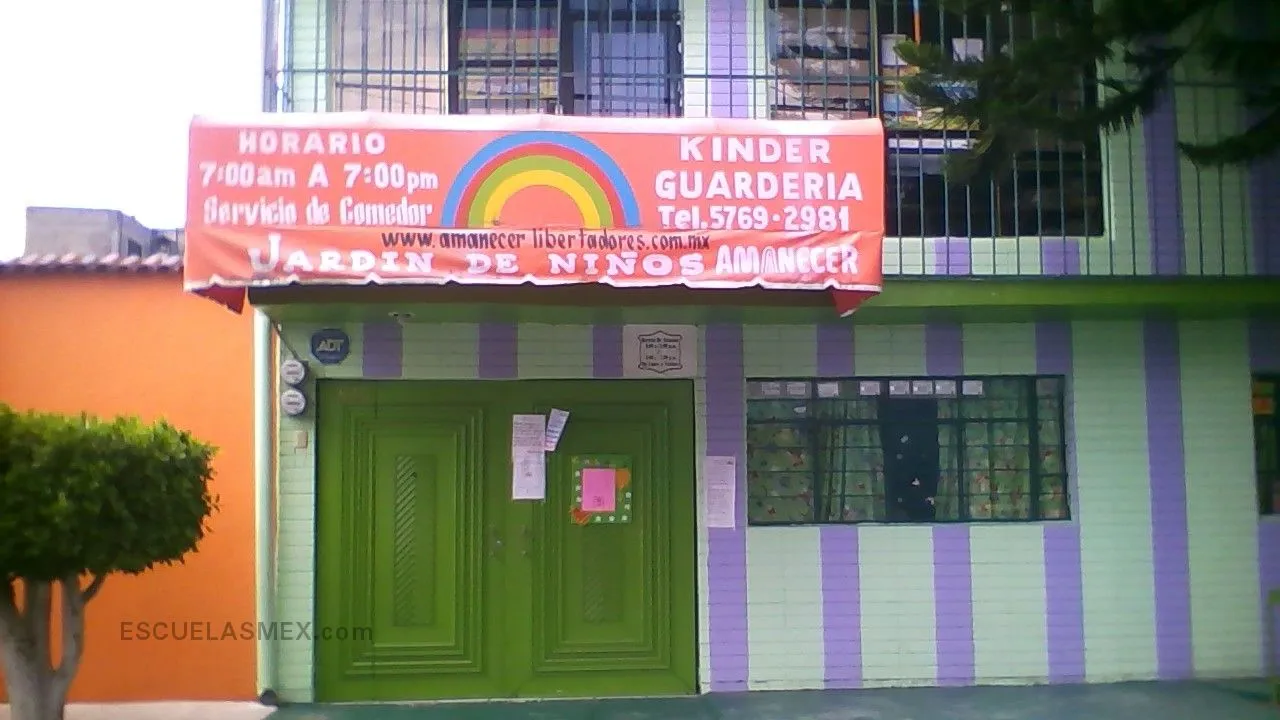 HORARIO
7:00am A 7:00pm
Servicio de Comedor
KINDER
GUARDERIA
Tel.5769-2981
www.amanecer libertadores.com.mx
JARDIN DE NIÑOS AMANECER
ADT
ESCUELASMEX.com